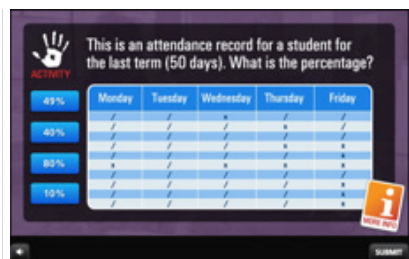 This is an attendance record for a student for
the last term (50 days). What is the percentage?
ACTIVITY
49%
40%
80%
10%
Monday Tuesday Wednesday Thursday Friday
MORE INFO
SUBMIT